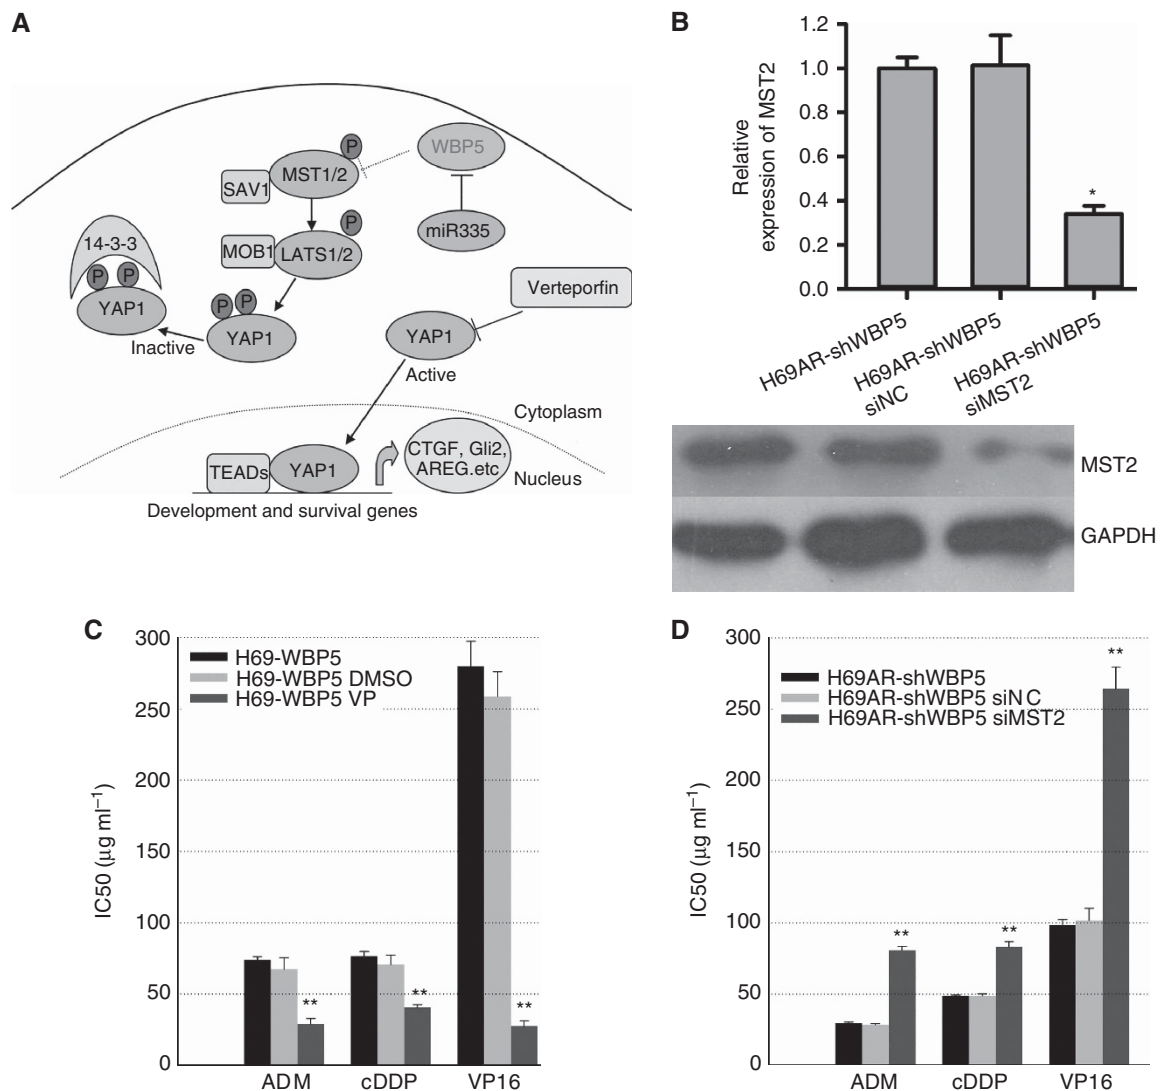 A
P
WBP5
MST1/2
SAV1
P
miR335
14-3-3
MOB1
LATS1/2
P
P
P
P
YAP1
YAP1
Inactive
Verteporfin
YAP1
Active
Cytoplasm
TEADs
YAP1
CTGF, Gli2,
AREG.etc
Nucleus
Development and survival genes
B
Relative
expression of MST2
1.2
1.0
0.8
0.6
0.4
0.2
0.0
*
H69AR-shWBP5
H69AR-shWBP5
siNC
H69AR-shWBP5
siMST2
MST2
GAPDH
C
IC50 (µg ml−1)
300
250
200
150
100
50
0
H69-WBP5
H69-WBP5 DMSO
H69-WBP5 VP
**
**
**
ADM
cDDP
VP16
D
IC50 (µg ml−1)
300
250
200
150
100
50
0
H69AR-shWBP5
H69AR-shWBP5 siNC
H69AR-shWBP5 siMST2
**
**
**
ADM
cDDP
VP16